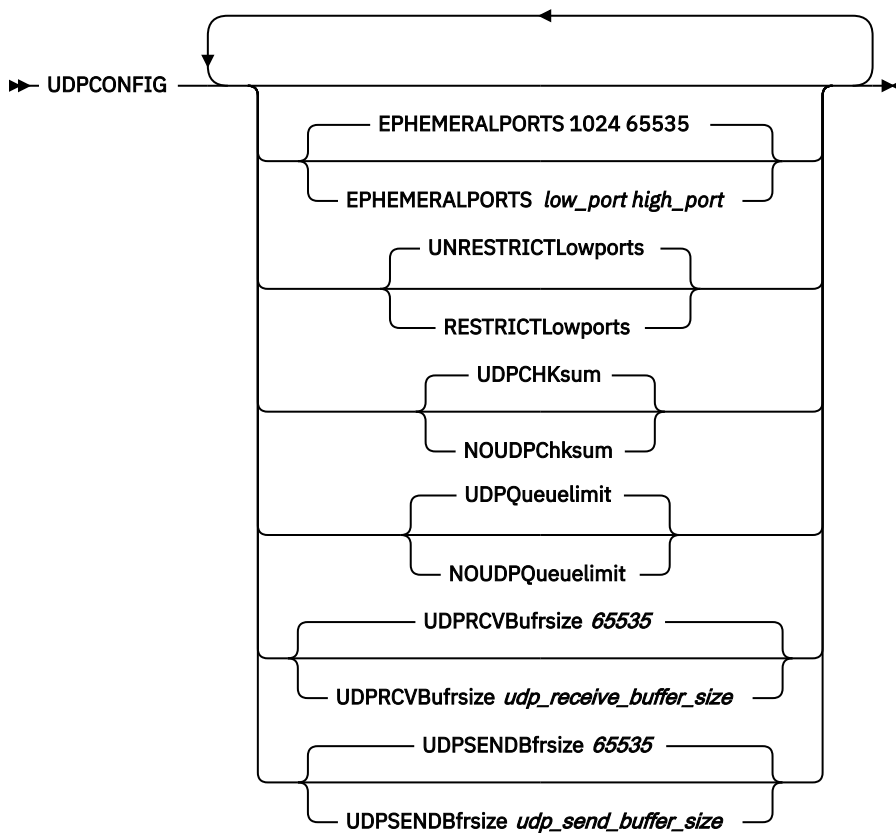 UDPCONFIG
EPHEMERALPORTS 1024 65535
EPHEMERALPORTS low_port high_port
UNRESTRICTLowports
RESTRICTLowports
UDPCHKsum
NOUDPChksum
UDPQueuelimit
NOUDPQueuelimit
UDPRCVBufrsize 65535
UDPRCVBufrsize udp_receive_buffer_size
UDPSENDBfrsize 65535
UDPSENDBfrsize udp_send_buffer_size